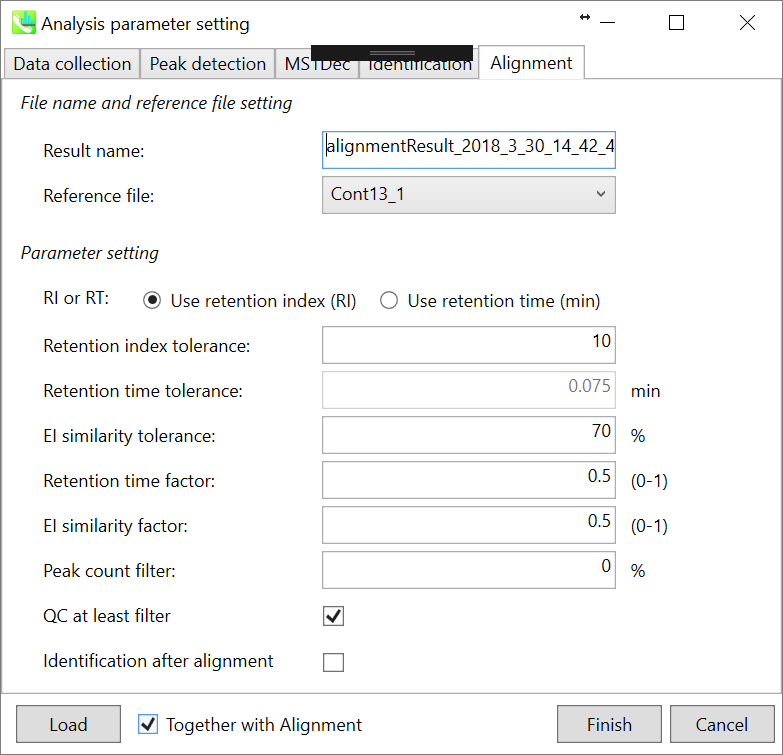 Analysis parameter setting
Data collection Peak detection MS1Dec Identification Alignment
File name and reference file setting
Result name: alignmentResult_2018_3_30_14_42_4
Reference file: Cont13_1
Parameter setting
RI or RT: Use retention index (RI) Use retention time (min)
Retention index tolerance: 10
Retention time tolerance: 0.075 min
EI similarity tolerance: 70 %
Retention time factor: 0.5 (0-1)
EI similarity factor: 0.5 (0-1)
Peak count filter: 0 %
QC at least filter
Identification after alignment
Load Together with Alignment Finish Cancel